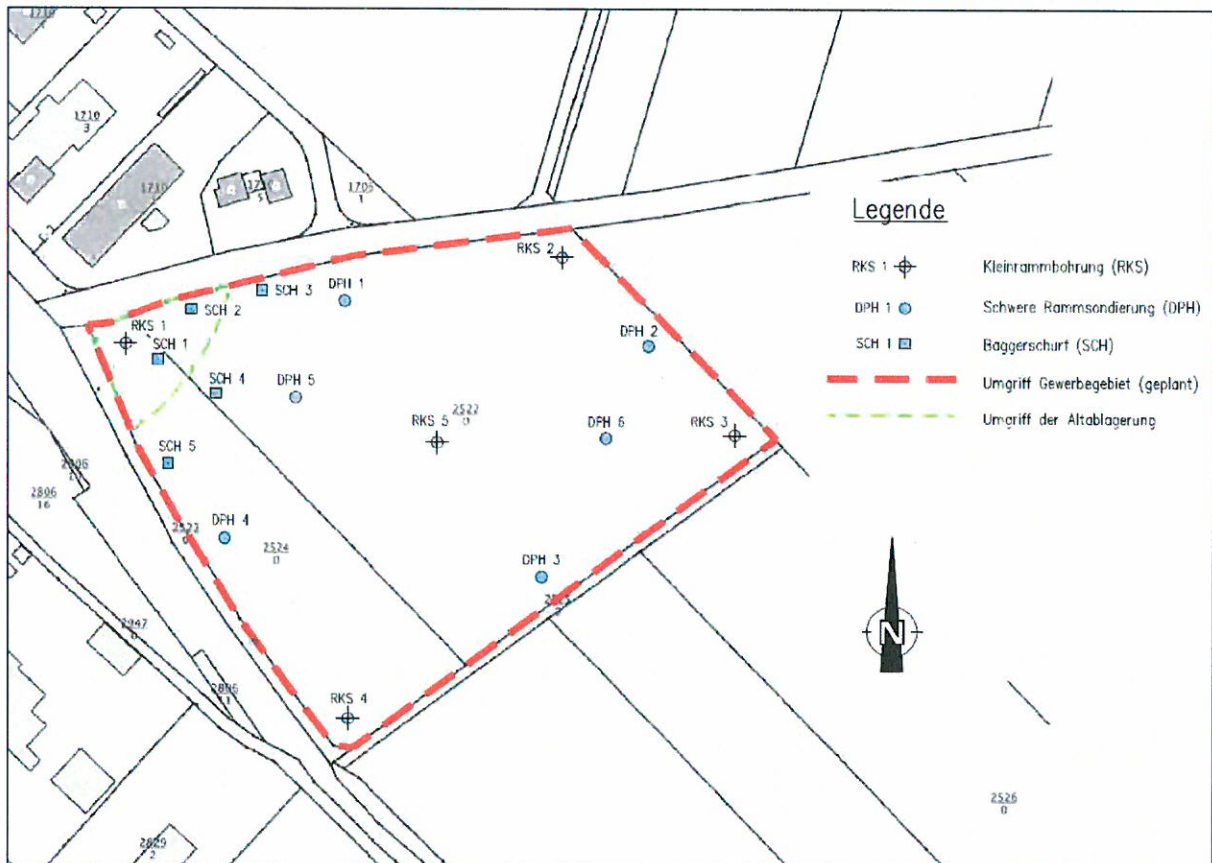 1710
3
1710
1705
1
RKS 2
SCH 3
DPH 1
SCH 2
RKS 1
SCH 1
DPH 2
SCH 4
DPH 5
2522
0
RKS 5
DPH 6
RKS 3
SCH 5
2806
16
DPH 4
2524
0
DPH 3
2947
0
2806
RKS 4
2829
2
2526
0
Legende
RKS 1 Kleinrammbohrung (RKS)
DPH 1 Schwere Rammsondierung (DPH)
SCH 1 Baggerschurf (SCH)
Umgriff Gewerbegebiet (geplant)
Umgriff der Altablagerung
N